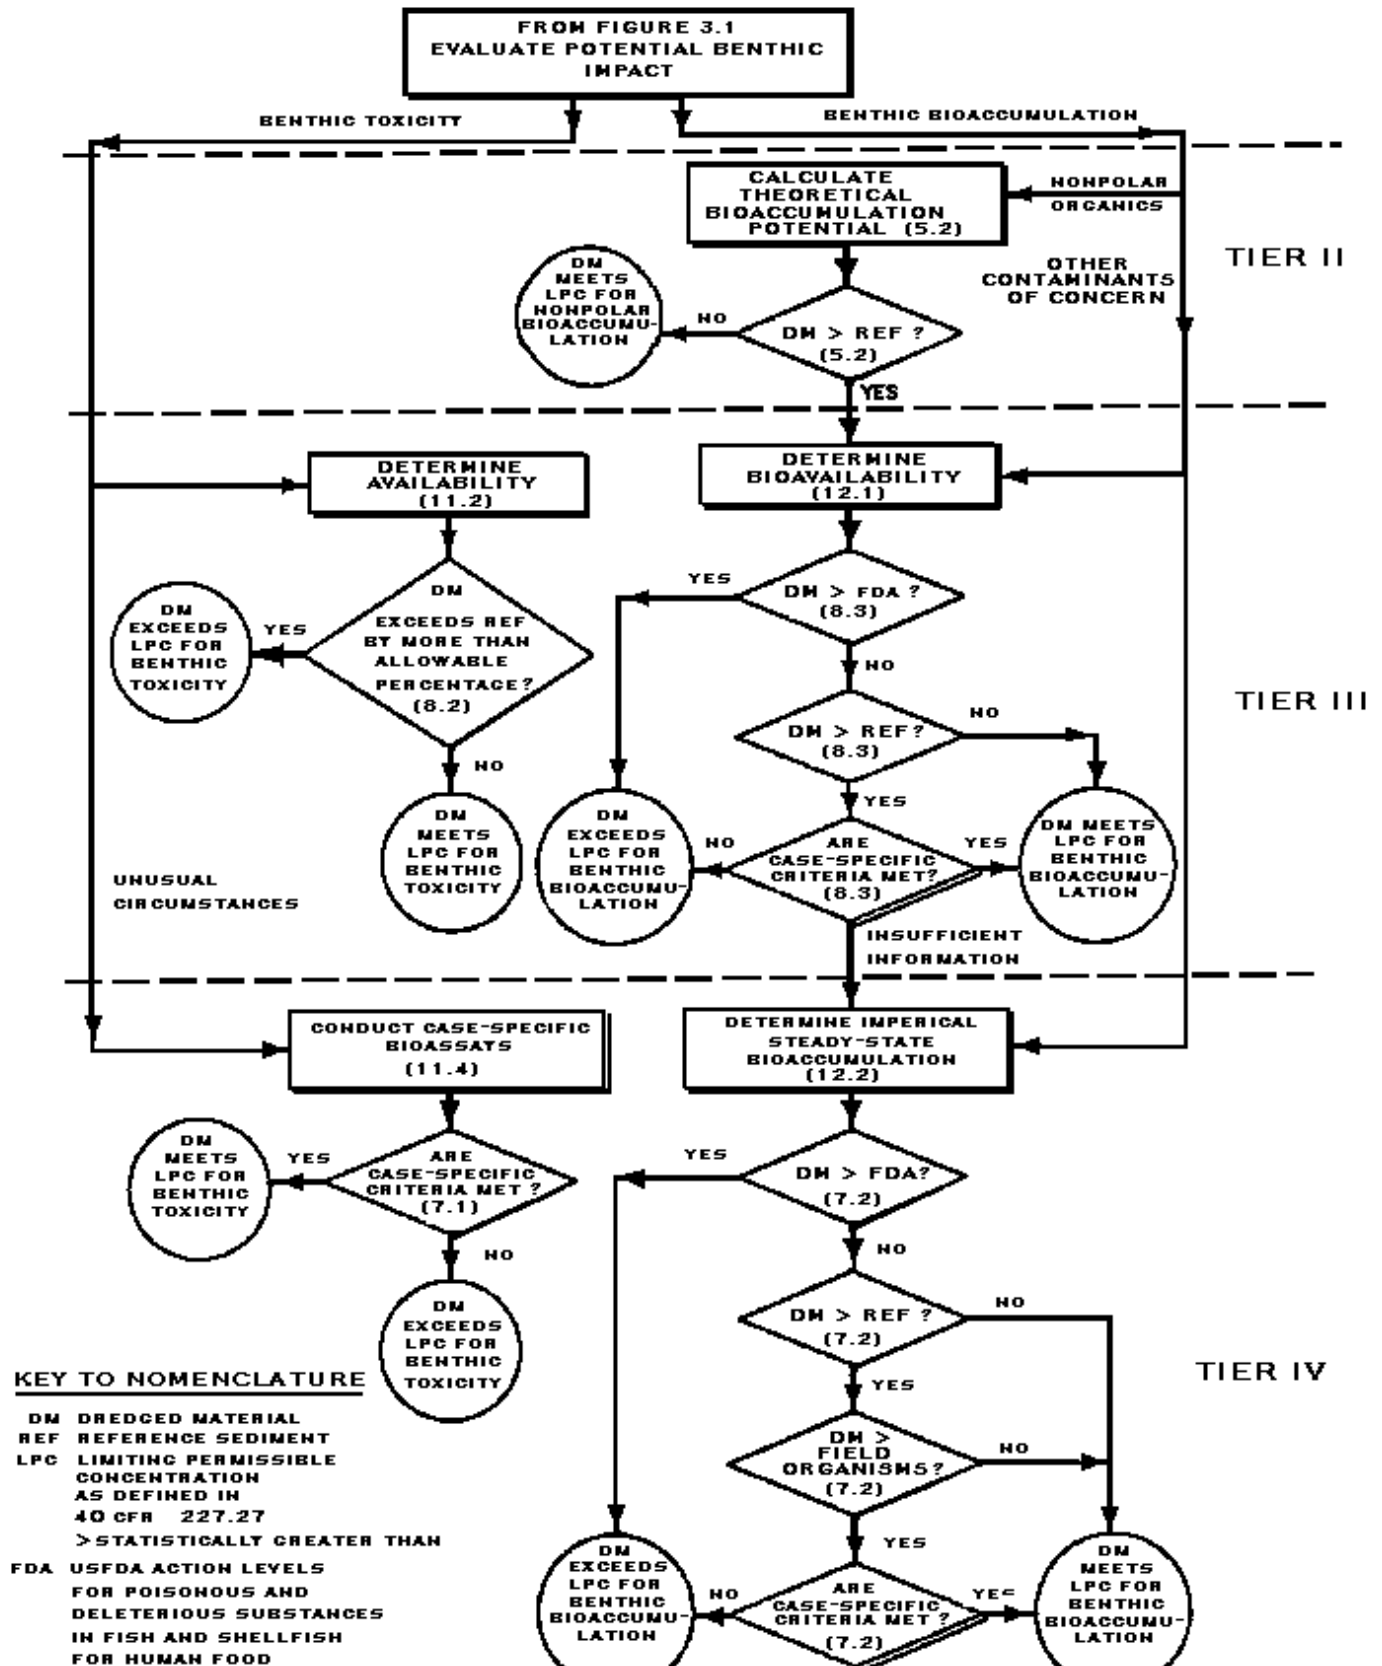 FROM FIGURE 3.1
EVALUATE POTENTIAL BENTHIC
IMPACT
BENTHIC TOXICITY
BENTHIC BIOACCUMULATION
CALCULATE
THEORETICAL
BIOACCUMULATION
POTENTIAL (5.2)
NONPOLAR
ORGANICS
TIER II
OTHER
CONTAMINANTS
OF CONCERN
DM
MEETS
LPC FOR
NONPOLAR
BIOACCUMU-
LATION
NO
DM > REF ?
(5.2)
YES
DETERMINE
AVAILABILITY
(11.2)
DETERMINE
BIOAVAILABILITY
(12.1)
DM
EXCEEDS
LPC FOR
BENTHIC
TOXICITY
YES
DM
EXCEEDS REF
BY MORE THAN
ALLOWABLE
PERCENTAGE?
(8.2)
YES
DM > FDA ?
(8.3)
NO
TIER III
DM > REF?
(8.3)
NO
NO
YES
DM
MEETS
LPC FOR
BENTHIC
TOXICITY
DM
EXCEEDS
LPC FOR
BENTHIC
BIOACCUMU-
LATION
NO
ARE
CASE-SPECIFIC
CRITERIA MET?
(8.3)
YES
DM MEETS
LPC FOR
BENTHIC
BIOACCUMU-
LATION
UNUSUAL
CIRCUMSTANCES
INSUFFICIENT
INFORMATION
CONDUCT CASE-SPECIFIC
BIOASSATS
(11.4)
DETERMINE IMPERICAL
STEADY-STATE
BIOACCUMULATION
(12.2)
DM
MEETS
LPC FOR
BENTHIC
TOXICITY
YES
ARE
CASE-SPECIFIC
CRITERIA MET ?
(7.1)
NO
DM
EXCEEDS
LPC FOR
BENTHIC
TOXICITY
YES
DM > FDA?
(7.2)
NO
DM > REF ?
(7.2)
NO
YES
TIER IV
DM >
FIELD
ORGANISMS?
(7.2)
NO
YES
DM
EXCEEDS
LPC FOR
BENTHIC
BIOACCUMU-
LATION
NO
ARE
CASE-SPECIFIC
CRITERIA MET ?
(7.2)
YES
DM
MEETS
LPC FOR
BENTHIC
BIOACCUMU-
LATION
KEY TO NOMENCLATURE
DM DREDGED MATERIAL
REF REFERENCE SEDIMENT
LPC LIMITING PERMISSIBLE
CONCENTRATION
AS DEFINED IN
40 CFR 227.27
> STATISTICALLY GREATER THAN
FDA USFDA ACTION LEVELS
FOR POISONOUS AND
DELETERIOUS SUBSTANCES
IN FISH AND SHELLFISH
FOR HUMAN FOOD